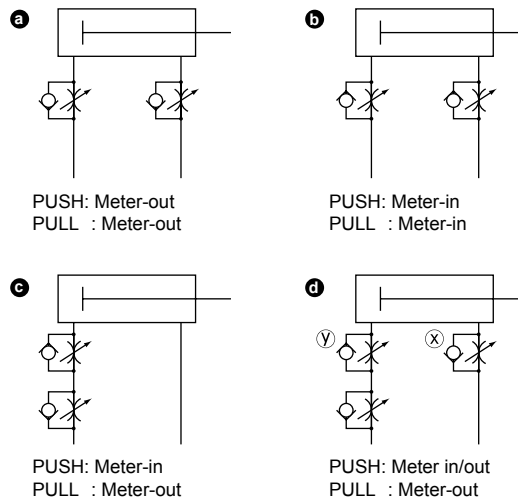 a
b
PUSH: Meter-out
PULL : Meter-out
PUSH: Meter-in
PULL : Meter-in
c
d
y
x
PUSH: Meter-in
PULL : Meter-out
PUSH: Meter in/out
PULL : Meter-out